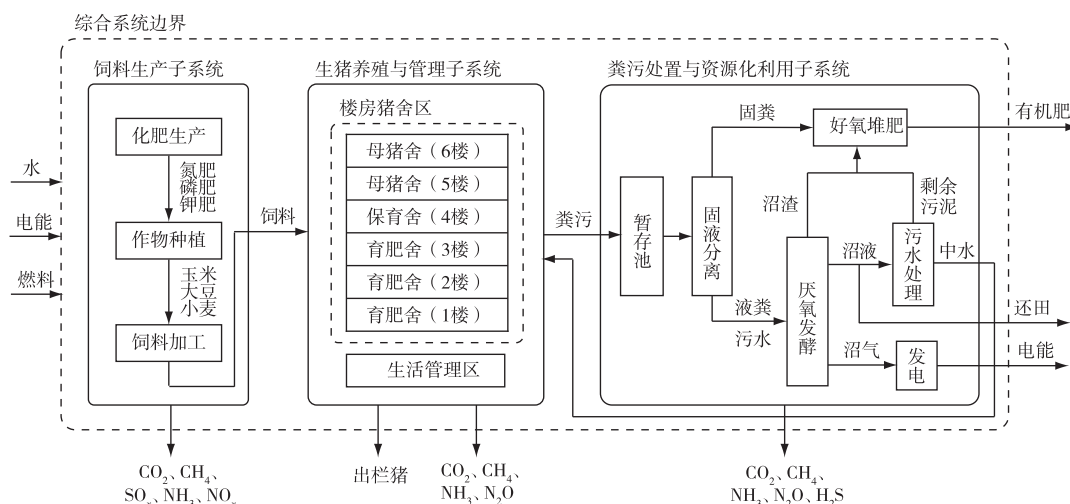 综合系统边界
饲料生产子系统
生猪养殖与管理子系统
粪污处置与资源化利用子系统
水
电能
燃料
化肥生产
氮肥
磷肥
钾肥
作物种植
玉米
大豆
小麦
饲料加工
饲料
楼房猪舍区
母猪舍（6楼）
母猪舍（5楼）
保育舍（4楼）
育肥舍（3楼）
育肥舍（2楼）
育肥舍（1楼）
生活管理区
粪污
暂存池
固液分离
固粪
液粪
污水
好氧堆肥
沼渣
剩余
污泥
厌氧发酵
沼液
污水处理
中水
沼气
发电
有机肥
还田
电能
CO₂、CH₄、
SOₓ、NH₃、NOₓ
出栏猪
CO₂、CH₄、
NH₃、N₂O
CO₂、CH₄、
NH₃、N₂O、H₂S